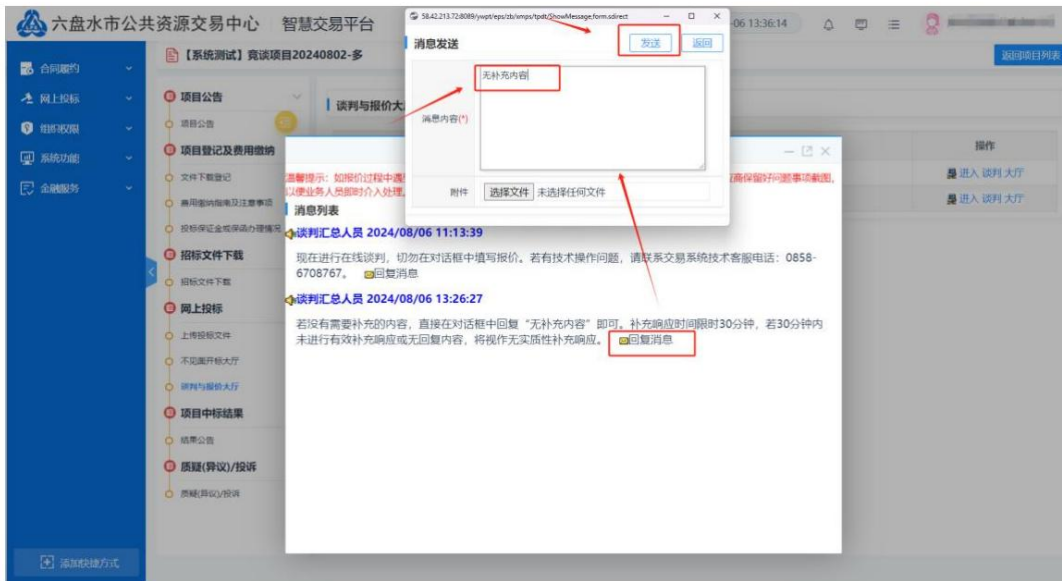 六盘水市公共资源交易中心 智慧交易平台
-06 13:36:14
合同履约
网上投标
组织权限
系统功能
金融服务
添加快捷方式
【系统测试】竞谈项目20240802-多
返回项目列表
项目公告
项目公告
项目登记及费用缴纳
文件下载登记
费用缴纳指南及注意事项
投标保证金或保函办理情况
招标文件下载
招标文件下载
网上投标
上传投标文件
不见面开标大厅
谈判与报价大厅
项目中标结果
结果公告
质疑(异议)/投诉
质疑(异议)/投诉
谈判与报价大
操作
进入 谈判 大厅
进入 谈判 大厅
58.42.213.72:8089/ywpt/eps/zb/xmps/tpdt/ShowMessage.form.sdirect
消息发送
发送
返回
消息内容(*)
无补充内容
附件
选择文件 未选择任何文件
温馨提示：如报价过程中遇
商保留好问题事项截图，
以便业务人员即时介入处理。
消息列表
谈判汇总人员 2024/08/06 11:13:39
现在进行在线谈判，切勿在对话框中填写报价。若有技术操作问题，请联系交易系统技术客服电话：0858-
6708767。 回复消息
谈判汇总人员 2024/08/06 13:26:27
若没有需要补充的内容，直接在对话框中回复“无补充内容”即可。补充响应时间限时30分钟，若30分钟内
未进行有效补充响应或无回复内容，将视作无实质性补充响应。 回复消息